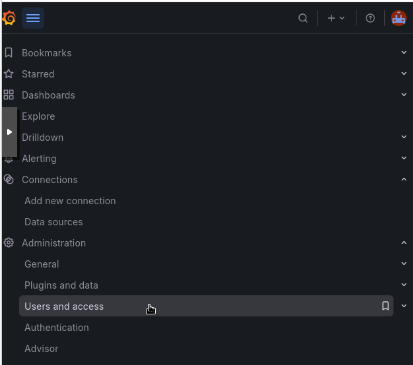 Bookmarks
Starred
Dashboards
Explore
Drilldown
Alerting
Connections
Add new connection
Data sources
Administration
General
Plugins and data
Users and access
Authentication
Advisor